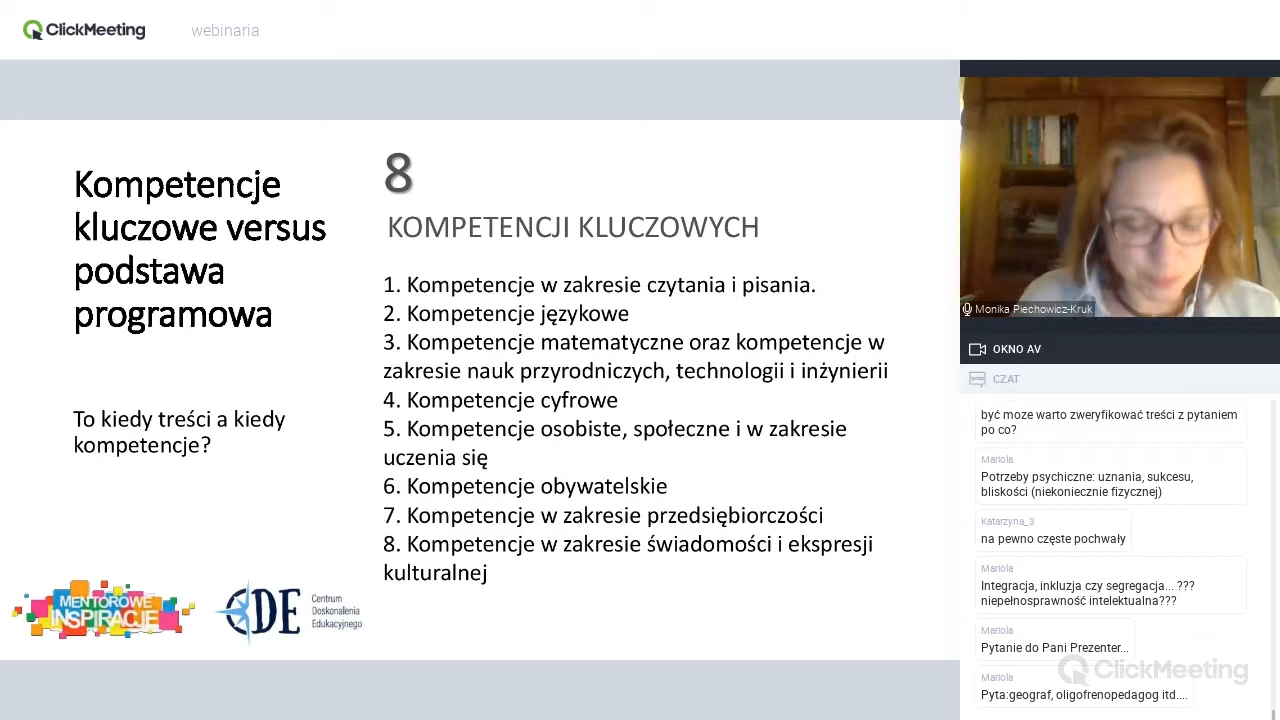 ClickMeeting
webinaria
Kompetencje
kluczowe versus
podstawa
programowa
To kiedy treści a kiedy
kompetencje?
8
KOMPETENCJI KLUCZOWYCH
1. Kompetencje w zakresie czytania i pisania.
2. Kompetencje językowe
3. Kompetencje matematyczne oraz kompetencje w
zakresie nauk przyrodniczych, technologii i inżynierii
4. Kompetencje cyfrowe
5. Kompetencje osobiste, społeczne i w zakresie
uczenia się
6. Kompetencje obywatelskie
7. Kompetencje w zakresie przedsiębiorczości
8. Kompetencje w zakresie świadomości i ekspresji
kulturalnej
MENTOROWE
INSPIRACJE
CDE
Centrum
Doskonalenia
Edukacyjnego
Monika Piechowicz-Kruk
OKNO AV
CZAT
być moze warto zweryfikować treści z pytaniem
po co?
Mariola
Potrzeby psychiczne: uznania, sukcesu,
bliskości (niekoniecznie fizycznej)
Katarzyna_3
na pewno częste pochwały
Mariola
Integracja, inkluzja czy segregacja... ???
niepełnosprawność intelektualna???
Mariola
Pytanie do Pani Prezenter...
Mariola
Pyta:geograf, oligofrenopedagog itd....
ClickMeeting